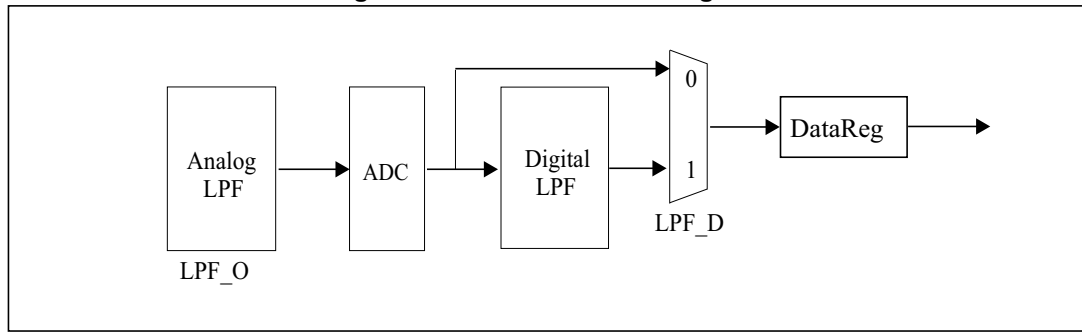 0
Analog
LPF
ADC
Digital
LPF
1
DataReg
LPF_D
LPF_O